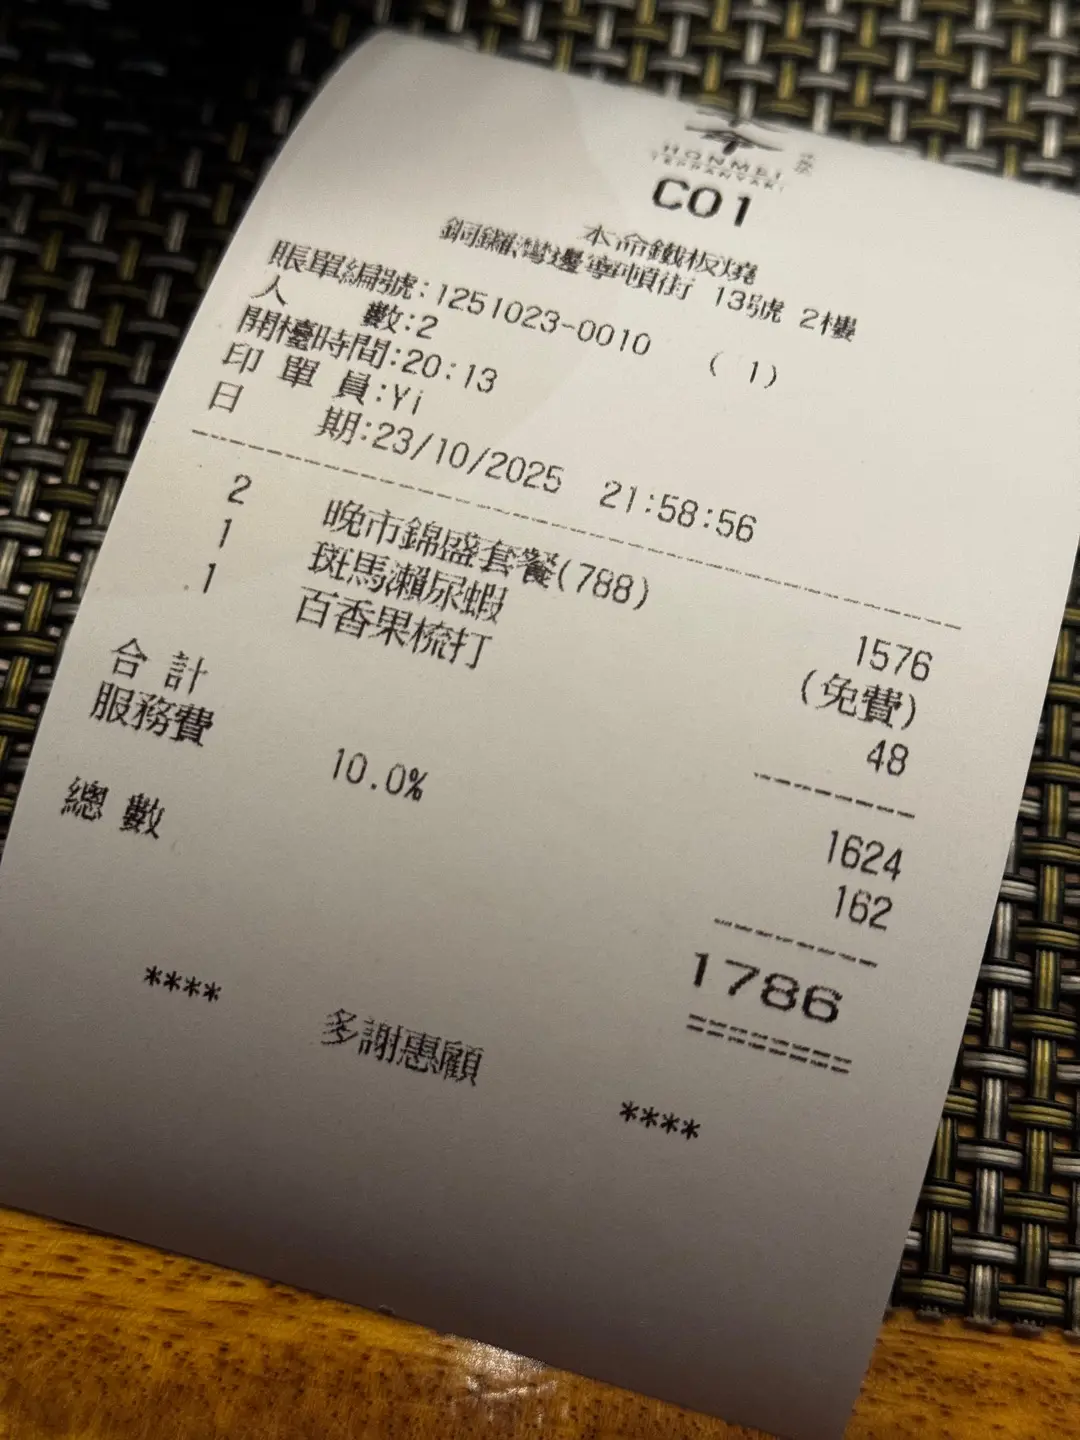 HONMEI
TEPPANYAKI
C01
本命鐵板燒
銅鑼灣邊寧頓街 13號 2樓
賬單編號:1251023-0010 (1)
人 數:2
開檯時間:20:13
印單員:Yi
日 期:23/10/2025 21:58:56
2 晚市錦盛套餐(788) 1576
1 斑馬瀨尿蝦 (免費)
1 百香果梳打 48
合計 1624
服務費 10.0% 162
總數 1786
**** 多謝惠顧 ****